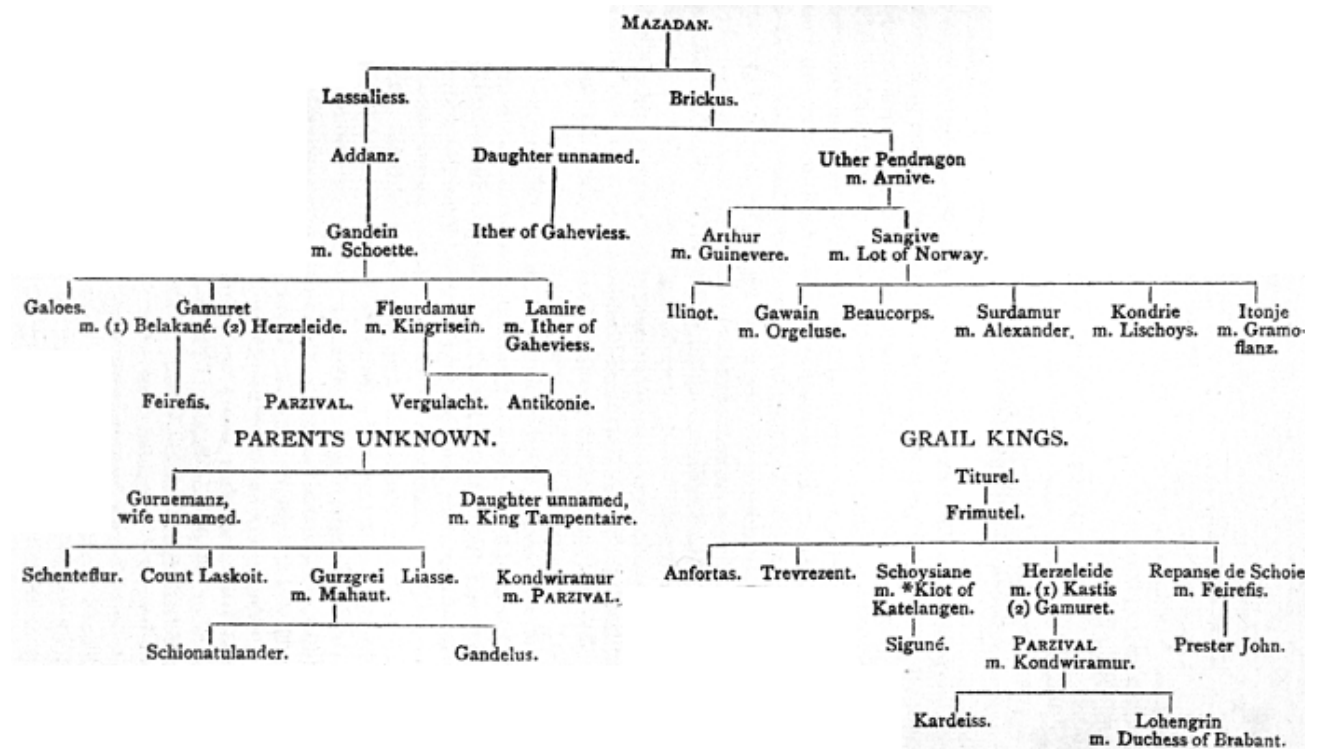 MAZADAN.
Lassaliess. Brickus.
Addanz. Daughter unnamed. Uther Pendragon
m. Arnive.
Gandein
m. Schoette.
Ither of Gaheviess.
Arthur
m. Guinevere.
Sangive
m. Lot of Norway.
Galoes.
Gamuret
m. (1) Belakané. (2) Herzeleide.
Fleurdamur
m. Kingrisein.
Lamire
m. Ither of
Gaheviess.
Ilinot.
Gawain
m. Orgeluse.
Beaucorps.
Surdamur
m. Alexander.
Kondrie
m. Lischoys.
Itonje
m. Gramo-
flanz.
Feirefis. PARZIVAL. Vergulacht. Antikonie.
PARENTS UNKNOWN.
Gurnemanz,
wife unnamed.
Daughter unnamed,
m. King Tampentaire.
Schenteflur. Count Laskoit.
Gurzgrei
m. Mahaut.
Liasse.
Kondwiramur
m. PARZIVAL.
Schionatulander. Gandelus.
GRAIL KINGS.
Titurel.
Frimutel.
Anfortas. Trevrezent.
Schoysiane
m. *Kiot of
Katelangen.
Herzeleide
m. (1) Kastis
(2) Gamuret.
Repanse de Schoie
m. Feirefis.
Siguné.
PARZIVAL
m. Kondwiramur.
Prester John.
Kardeiss.
Lohengrin
m. Duchess of Brabant.